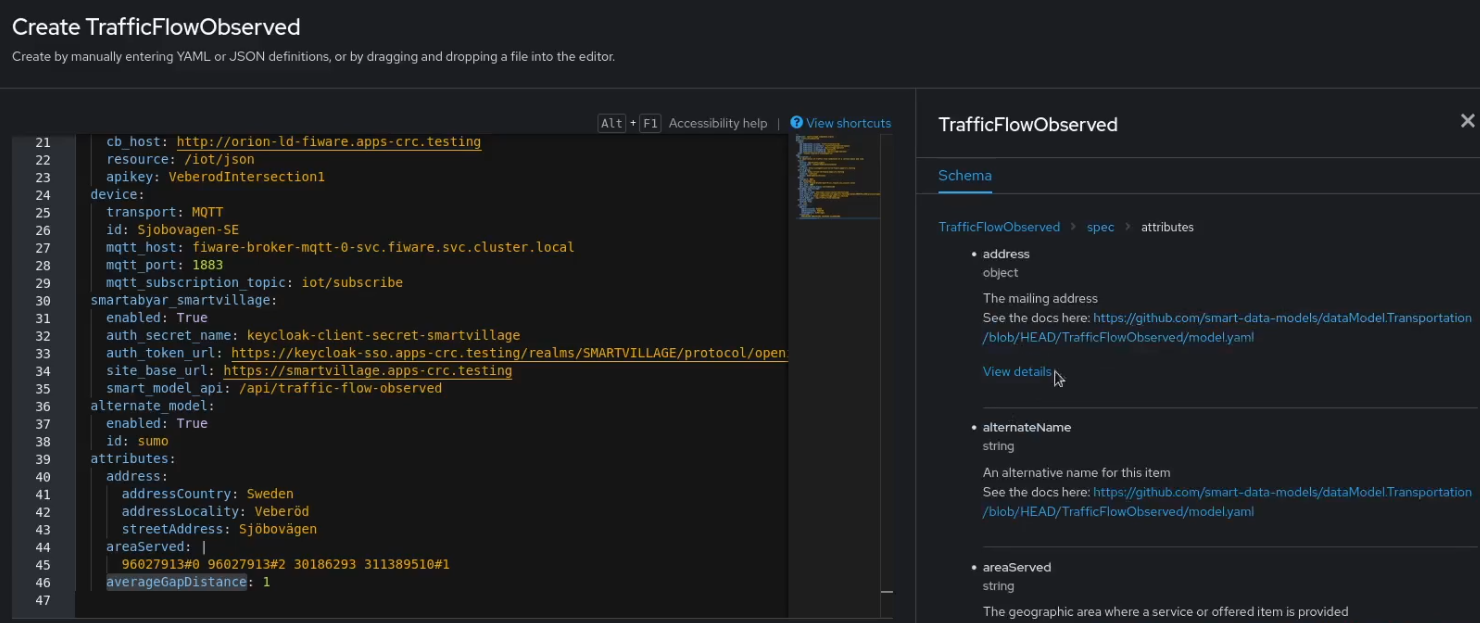 Create TrafficFlowObserved
Create by manually entering YAML or JSON definitions, or by dragging and dropping a file into the editor.
Alt + F1 Accessibility help | View shortcuts
21 cb_host: http://orion-ld-fiware.apps-crc.testing
22 resource: /iot/json
23 apikey: VeberodIntersection1
24 device:
25 transport: MQTT
26 id: Sjobovagen-SE
27 mqtt_host: fiware-broker-mqtt-0-svc.fiware.svc.cluster.local
28 mqtt_port: 1883
29 mqtt_subscription_topic: iot/subscribe
30 smartabyar_smartvillage:
31 enabled: True
32 auth_secret_name: keycloak-client-secret-smartvillage
33 auth_token_url: https://keycloak-sso.apps-crc.testing/realms/SMARTVILLAGE/protocol/open
34 site_base_url: https://smartvillage.apps-crc.testing
35 smart_model_api: /api/traffic-flow-observed
36 alternate_model:
37 enabled: True
38 id: sumo
39 attributes:
40 address:
41 addressCountry: Sweden
42 addressLocality: Veberöd
43 streetAddress: Sjöbovägen
44 areaServed: |
45 96027913#0 96027913#2 30186293 311389510#1
46 averageGapDistance: 1
47
TrafficFlowObserved
Schema
TrafficFlowObserved > spec > attributes
• address
object
The mailing address
See the docs here: https://github.com/smart-data-models/dataModel.Transportation
/blob/HEAD/TrafficFlowObserved/model.yaml
View details
• alternateName
string
An alternative name for this item
See the docs here: https://github.com/smart-data-models/dataModel.Transportation
/blob/HEAD/TrafficFlowObserved/model.yaml
• areaServed
string
The geographic area where a service or offered item is provided